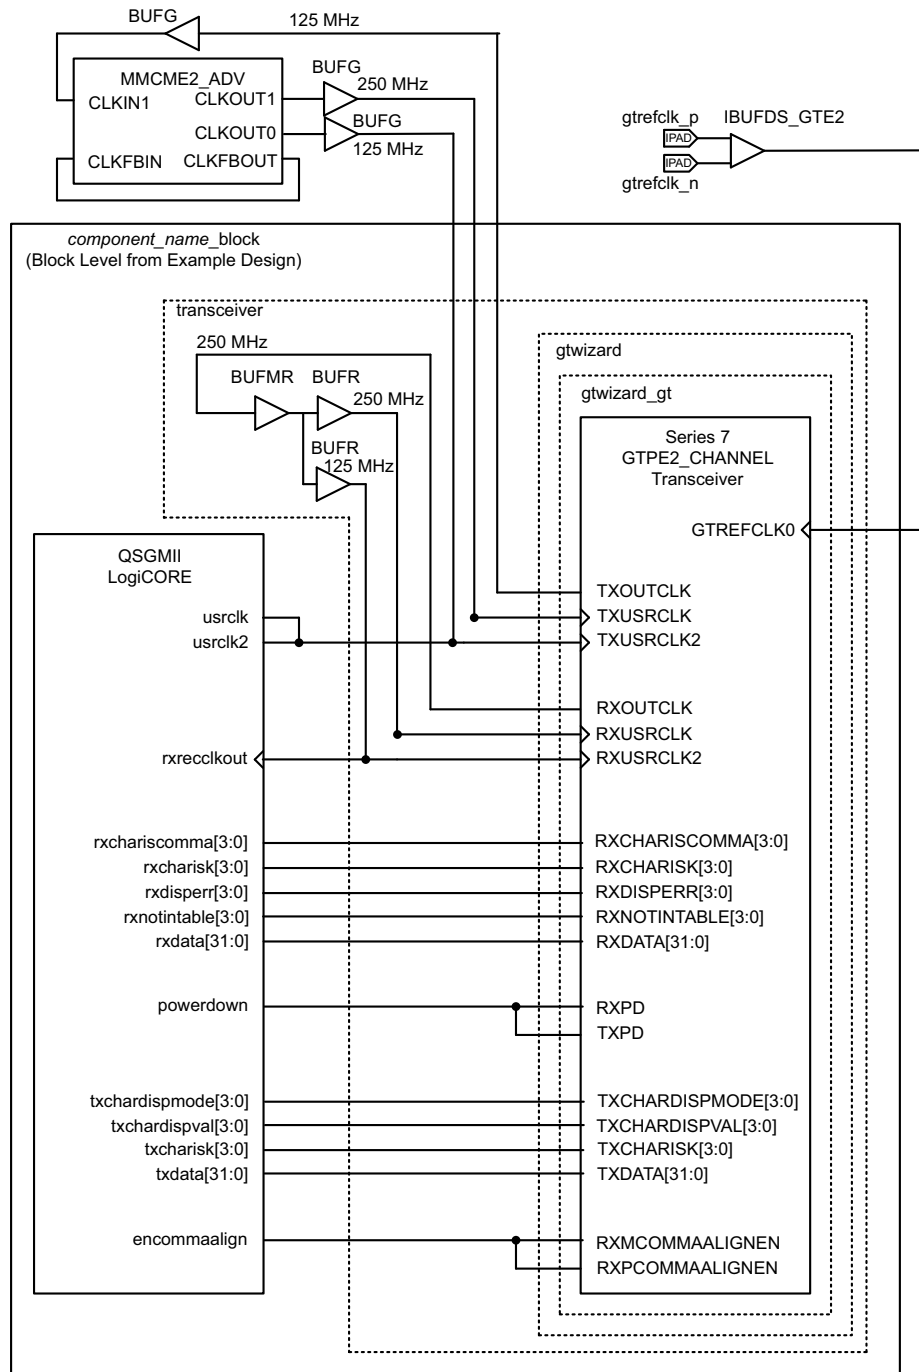 BUFG
125 MHz
MMCME2_ADV
CLKIN1
CLKOUT1
BUFG
250 MHz
CLKOUT0
BUFG
125 MHz
CLKFBIN
CLKFBOUT
gtrefclk_p
IPAD
IPAD
gtrefclk_n
IBUFDS_GTE2
component_name_block
(Block Level from Example Design)
transceiver
250 MHz
BUFMR
BUFR
250 MHz
BUFR
125 MHz
gtwizard
gtwizard_gt
Series 7
GTPE2_CHANNEL
Transceiver
GTREFCLK0
QSGMII
LogiCORE
usrclk
usrclk2
rxrecclkout
rxchariscomma[3:0]
rxcharisk[3:0]
rxdisperr[3:0]
rxnotintable[3:0]
rxdata[31:0]
powerdown
txchardispmode[3:0]
txchardispval[3:0]
txcharisk[3:0]
txdata[31:0]
encommaalign
TXOUTCLK
TXUSRCLK
TXUSRCLK2
RXOUTCLK
RXUSRCLK
RXUSRCLK2
RXCHARISCOMMA[3:0]
RXCHARISK[3:0]
RXDISPERR[3:0]
RXNOTINTABLE[3:0]
RXDATA[31:0]
RXPD
TXPD
TXCHARDISPMODE[3:0]
TXCHARDISPVAL[3:0]
TXCHARISK[3:0]
TXDATA[31:0]
RXMCOMMAALIGNEN
RXPCOMMAALIGNEN